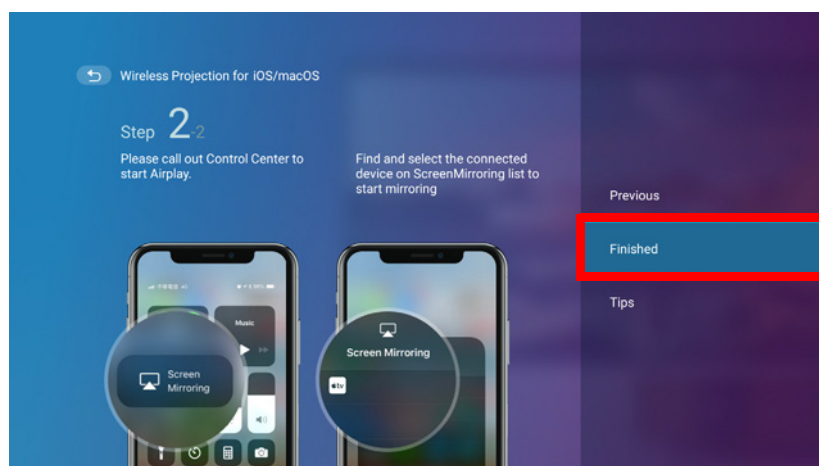 Wireless Projection for iOS/macOS
Step 2-2
Please call out Control Center to
start Airplay.
Find and select the connected
device on ScreenMirroring list to
start mirroring
Previous
Finished
Tips
Music
Screen
Mirroring
Screen Mirroring
tv